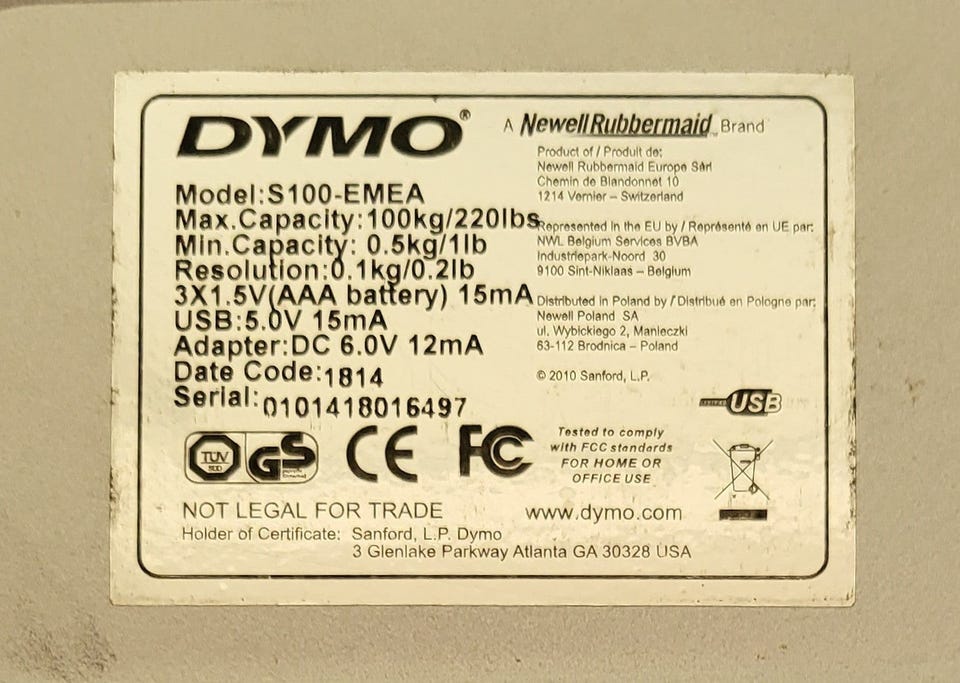 DYMO®
A Newell Rubbermaid™ Brand
Model:S100-EMEA
Max.Capacity:100kg/220lbs
Min.Capacity: 0.5kg/1lb
Resolution:0.1kg/0.2lb
3X1.5V(AAA battery) 15mA
USB:5.0V 15mA
Adapter:DC 6.0V 12mA
Date Code:1814
Serial:0101418016497
Product of / Produit de:
Newell Rubbermaid Europe Sàrl
Chemin de Blandonnet 10
1214 Vernier – Switzerland
Represented in the EU by / Représenté en UE par:
NWL Belgium Services BVBA
Industriepark-Noord 30
9100 Sint-Niklaas – Belgium
Distributed in Poland by / Distribué en Pologne par:
Newell Poland SA
ul. Wybickiego 2, Manieczki
63-112 Brodnica – Poland
© 2010 Sanford, L.P.
USB
TUV
GS
CE
FC
Tested to comply
with FCC standards
FOR HOME OR
OFFICE USE
NOT LEGAL FOR TRADE
www.dymo.com
Holder of Certificate: Sanford, L.P. Dymo
3 Glenlake Parkway Atlanta GA 30328 USA